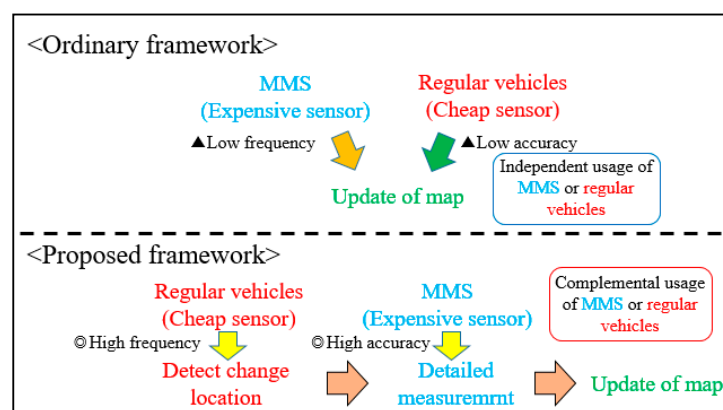 <Ordinary framework>
MMS
(Expensive sensor)
Regular vehicles
(Cheap sensor)
▲Low frequency
▲Low accuracy
Update of map
Independent usage of
MMS or regular
vehicles
<Proposed framework>
Regular vehicles
(Cheap sensor)
MMS
(Expensive sensor)
Complemental usage
of MMS or regular
vehicles
◎High frequency
◎High accuracy
Detect change
location
Detailed
measuremrnt
Update of map